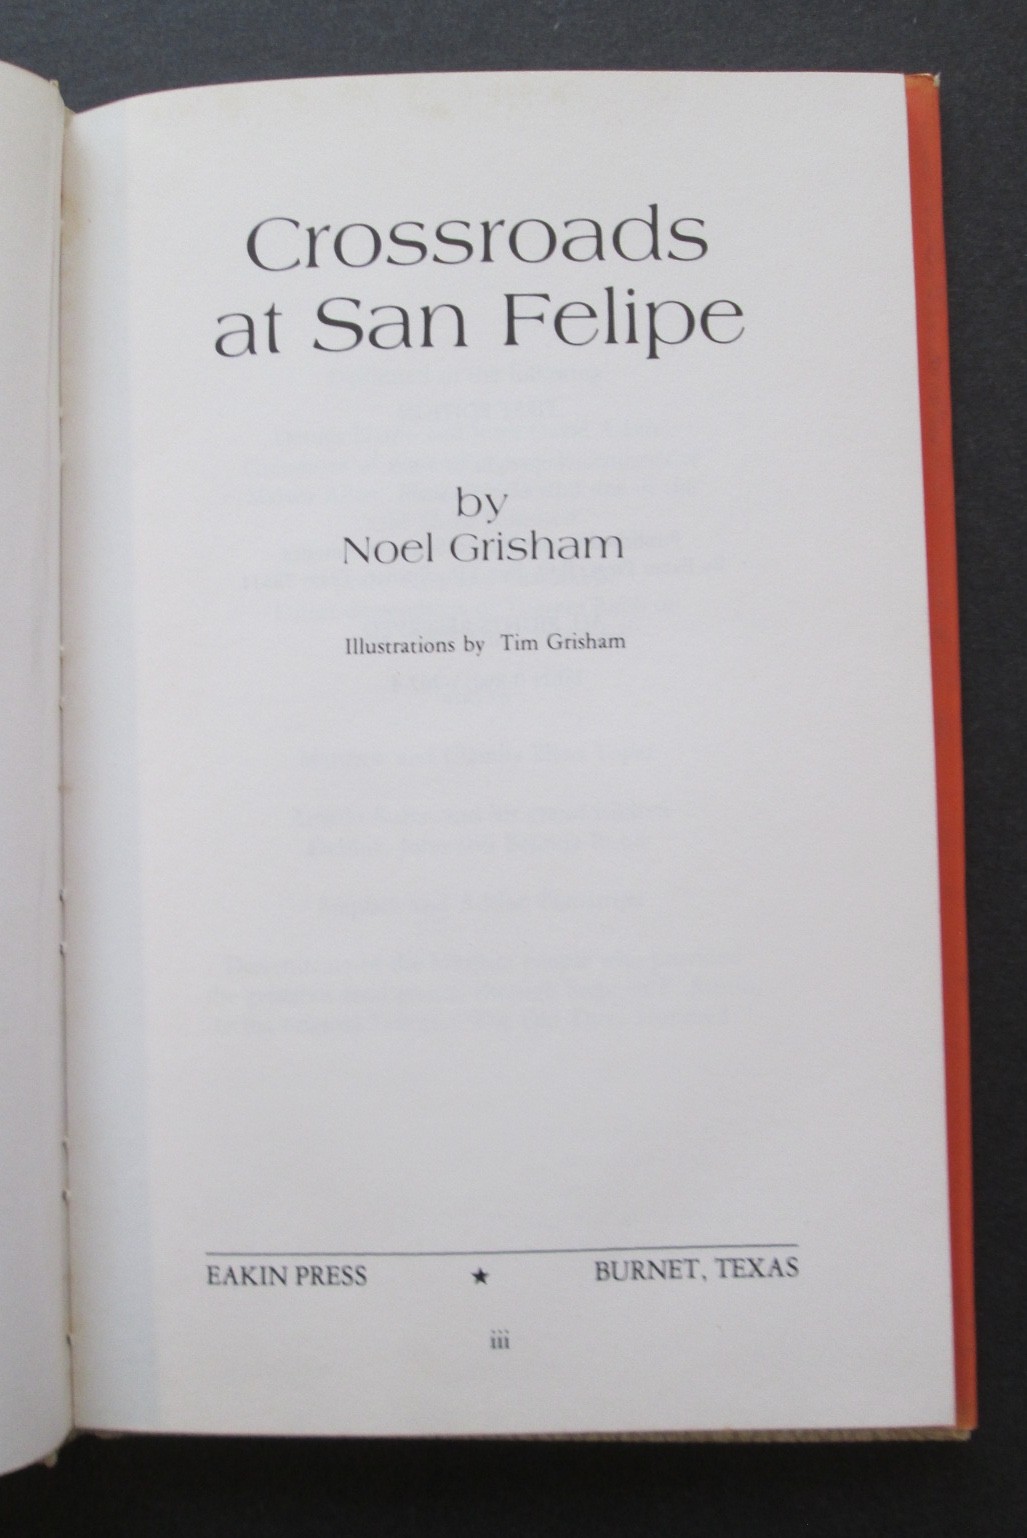 Crossroads
at San Felipe
by
Noel Grisham
Illustrations by Tim Grisham
EAKIN PRESS ★ BURNET, TEXAS
iii